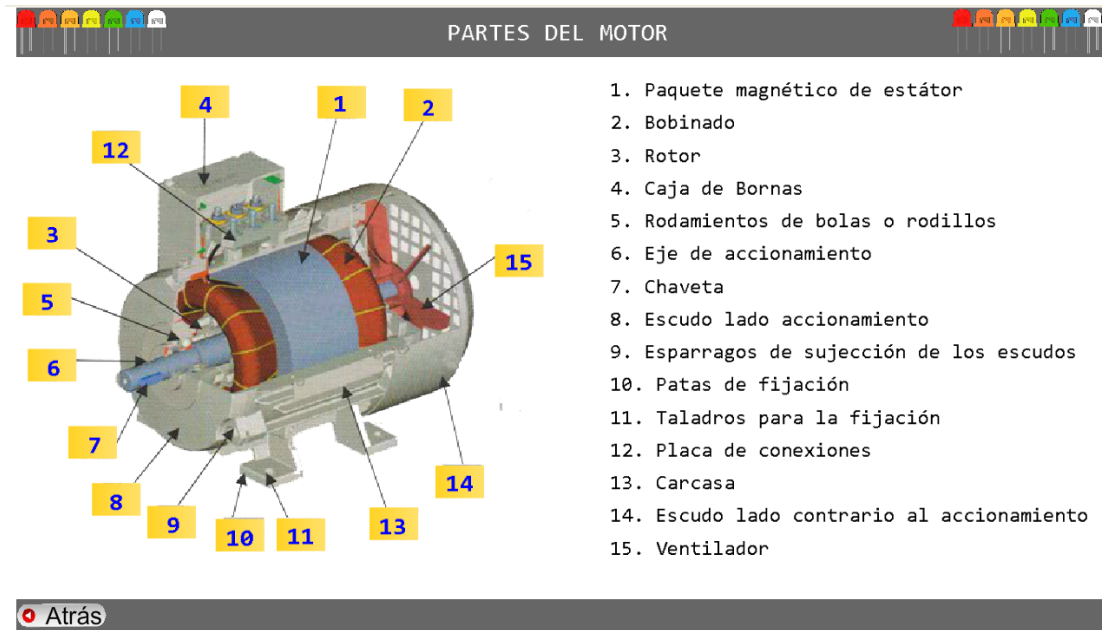 PARTES DEL MOTOR
4
1
2
12
3
15
5
6
7
8
9
10
11
13
14
1. Paquete magnético de estátor
2. Bobinado
3. Rotor
4. Caja de Bornas
5. Rodamientos de bolas o rodillos
6. Eje de accionamiento
7. Chaveta
8. Escudo lado accionamiento
9. Esparragos de sujección de los escudos
10. Patas de fijación
11. Taladros para la fijación
12. Placa de conexiones
13. Carcasa
14. Escudo lado contrario al accionamiento
15. Ventilador
Atrás